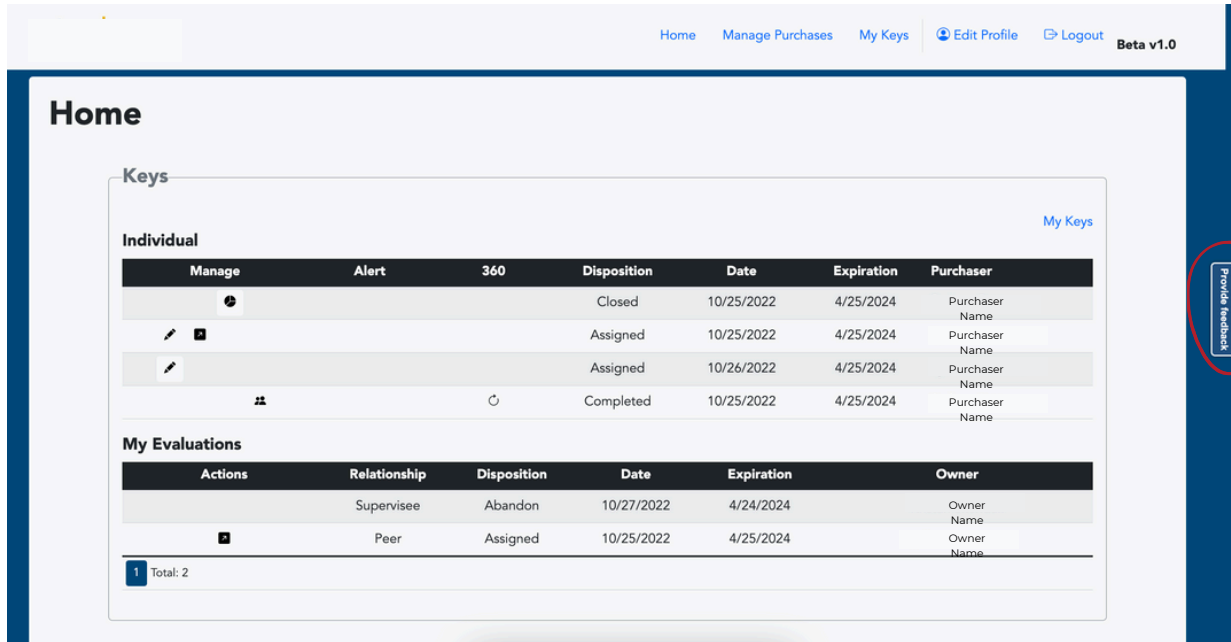 Home Manage Purchases My Keys Edit Profile Logout Beta v1.0
Home
Keys
My Keys
Individual
Manage Alert 360 Disposition Date Expiration Purchaser
Closed 10/25/2022 4/25/2024 Purchaser
Name
Assigned 10/25/2022 4/25/2024 Purchaser
Name
Assigned 10/26/2022 4/25/2024 Purchaser
Name
Completed 10/25/2022 4/25/2024 Purchaser
Name
My Evaluations
Actions Relationship Disposition Date Expiration Owner
Supervisee Abandon 10/27/2022 4/24/2024 Owner
Name
Peer Assigned 10/25/2022 4/25/2024 Owner
Name
1 Total: 2
Provide feedback